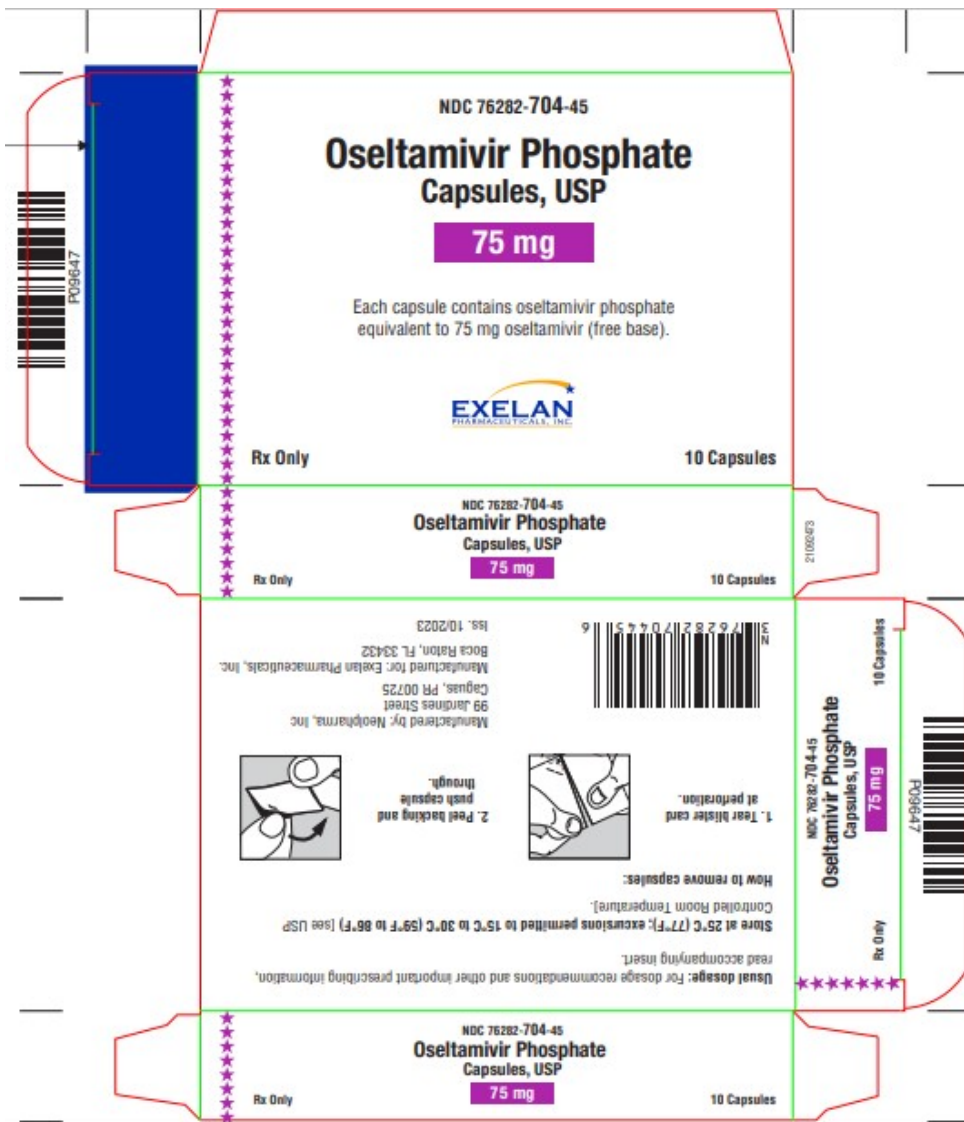 NDC 76282-704-45
Oseltamivir Phosphate
Capsules, USP
75 mg
Each capsule contains oseltamivir phosphate
equivalent to 75 mg oseltamivir (free base).
EXELAN
PHARMACEUTICALS, INC.
Rx Only
10 Capsules
P09647
NDC 76282-704-45
Oseltamivir Phosphate
Capsules, USP
75 mg
Rx Only
10 Capsules
21092473
Usual dosage: For dosage recommendations and other important prescribing information,
read accompanying insert.
Store at 25°C (77°F); excursions permitted to 15°C to 30°C (59°F to 86°F) [see USP
Controlled Room Temperature].
How to remove capsules:
1. Tear blister card
at perforation.
2. Peel backing and
push capsule
through.
Manufactered by: Neolpharma, Inc
99 Jardines Street
Caguas, PR 00725
Manufactured for: Exelan Pharmaceuticals, Inc.
Boca Raton, FL 33432
Iss. 10/2023
N
3 76282 70445 6
NDC 76282-704-45
Oseltamivir Phosphate
Capsules, USP
75 mg
Rx Only
10 Capsules
P09647
NDC 76282-704-45
Oseltamivir Phosphate
Capsules, USP
75 mg
Rx Only
10 Capsules